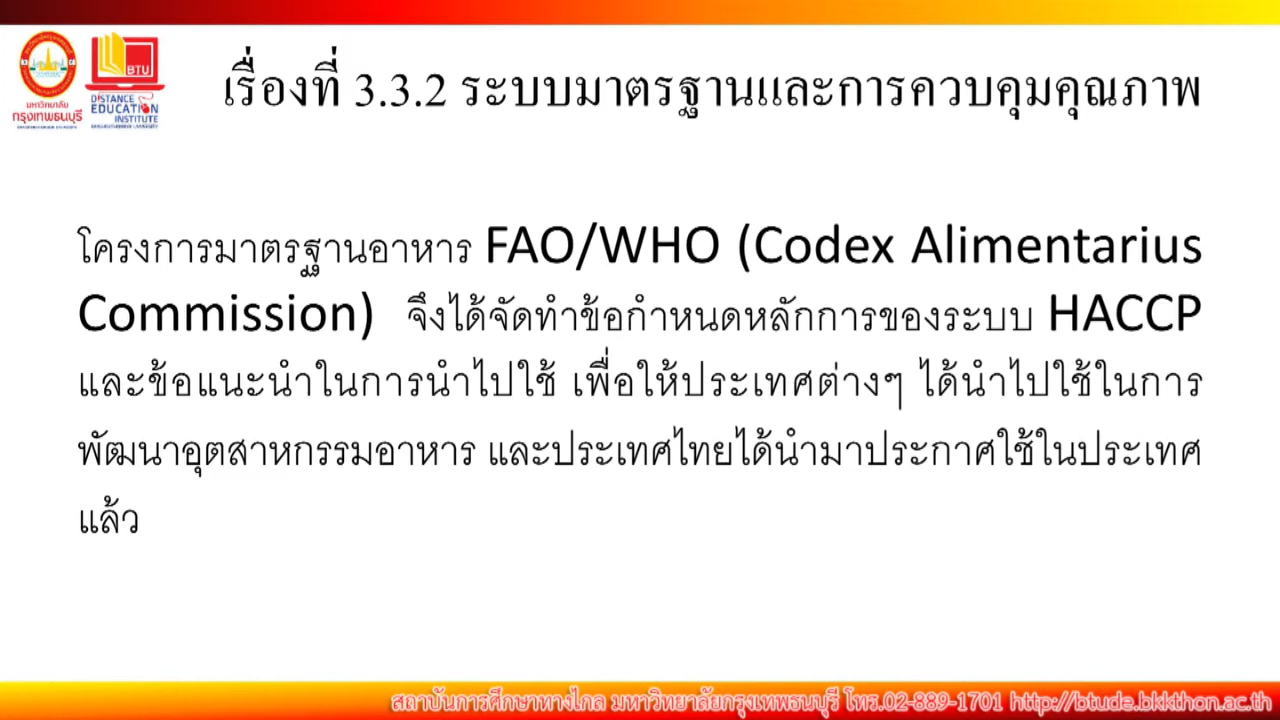 เรื่องที่ 3.3.2 ระบบมาตรฐานและการควบคุมคุณภาพ
BTU
มหาวิทยาลัย
กรุงเทพธนบุรี
DISTANCE
EDUCATION
INSTITUTE
โครงการมาตรฐานอาหาร FAO/WHO (Codex Alimentarius
Commission) จึงได้จัดทำข้อกำหนดหลักการของระบบ HACCP
และข้อแนะนำในการนำไปใช้ เพื่อให้ประเทศต่างๆ ได้นำไปใช้ในการ
พัฒนาอุตสาหกรรมอาหาร และประเทศไทยได้นำมาประกาศใช้ในประเทศ
แล้ว
สถาบันการศึกษาทางไกล มหาวิทยาลัยกรุงเทพธนบุรี โทร.02-889-1701 http://btude.bkkthon.ac.th